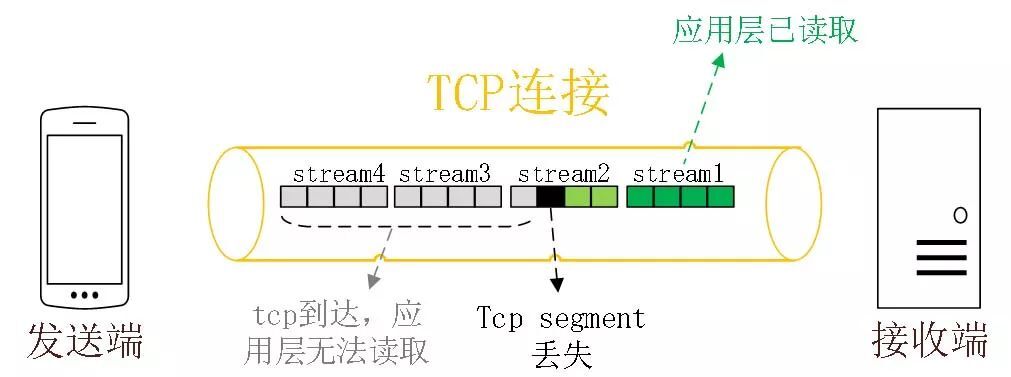 应用层已读取
TCP连接
stream4 stream3 stream2 stream1
发送端
tcp到达，应
用层无法读取
Tcp segment
丢失
接收端